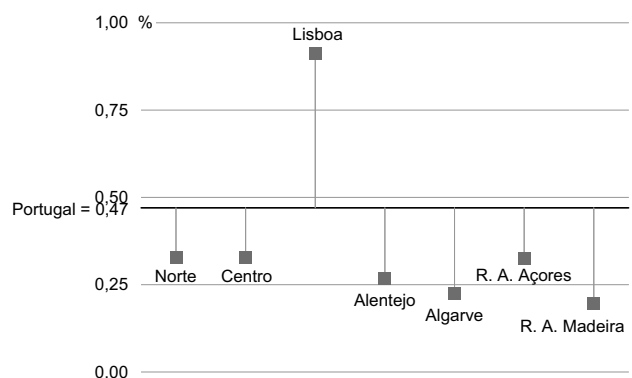 1,00 %
Lisboa
0,75
0,50
Portugal = 0,47
Norte
Centro
R. A. Açores
0,25
Alentejo
Algarve
R. A. Madeira
0.00